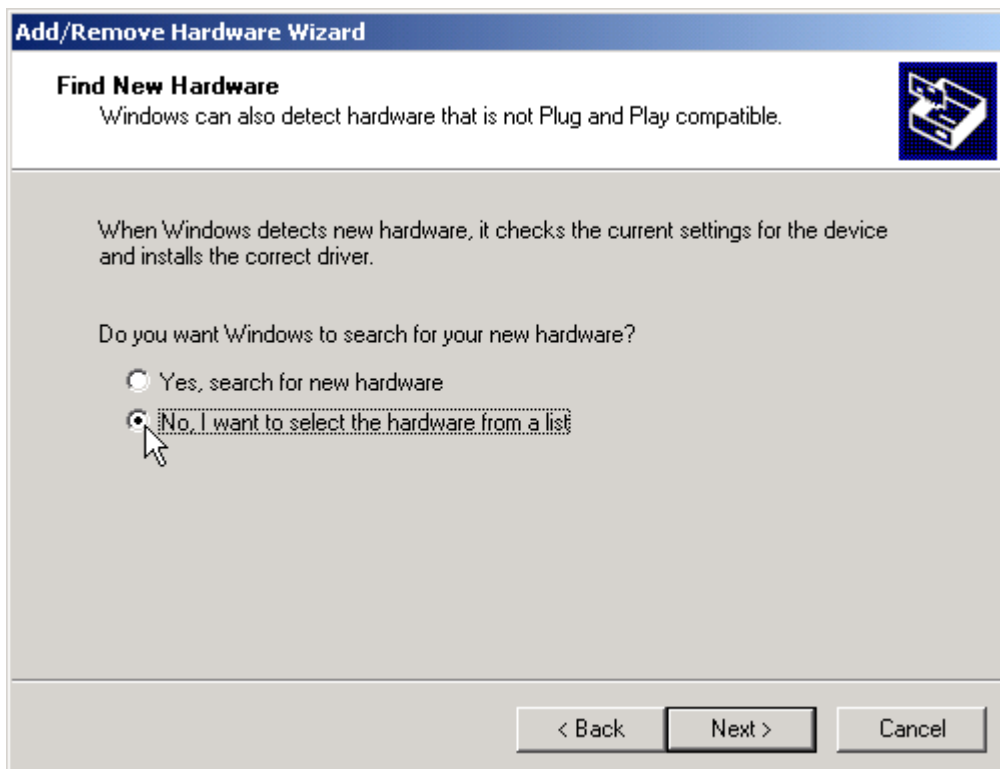 Add/Remove Hardware Wizard
Find New Hardware
Windows can also detect hardware that is not Plug and Play compatible.
When Windows detects new hardware, it checks the current settings for the device
and installs the correct driver.
Do you want Windows to search for your new hardware?
Yes, search for new hardware
No, I want to select the hardware from a list
< Back Next > Cancel